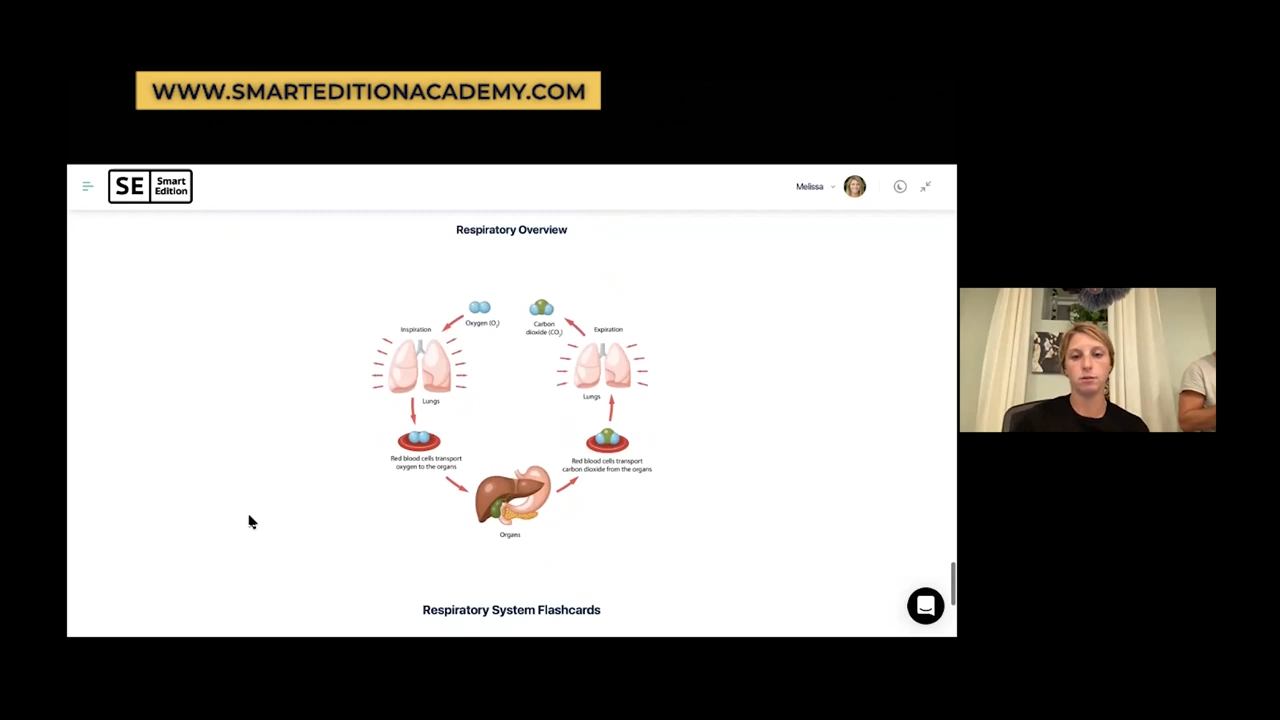 WWW.SMARTEDITIONACADEMY.COM
SE Smart
Edition
Melissa
Respiratory Overview
Oxygen (O2)
Carbon
dioxide (CO2)
Inspiration
Expiration
Lungs
Lungs
Red blood cells transport
oxygen to the organs
Red blood cells transport
carbon dioxide from the organs
Organs
Respiratory System Flashcards